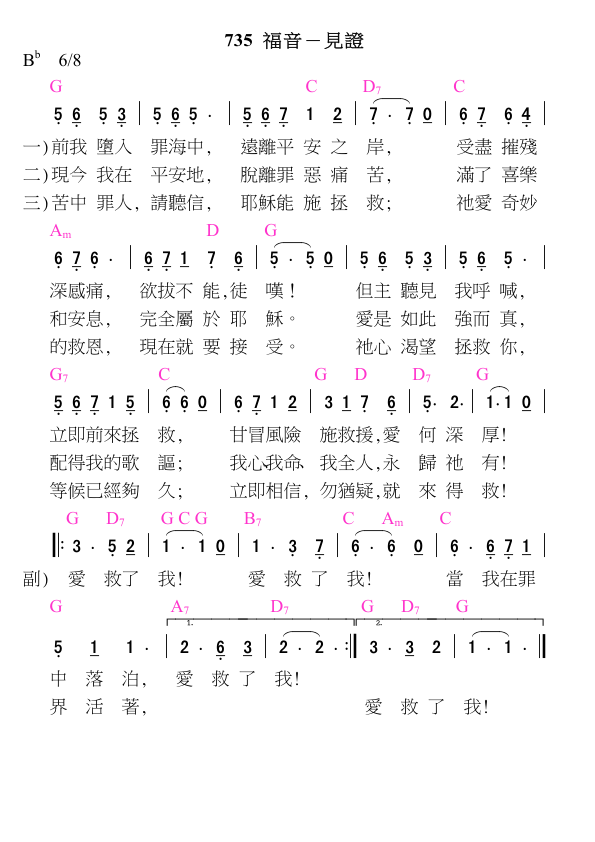 735 福音－見證
Bb 6/8
G C D7 C
5 6 5 3 | 5 6 5 · | 5 6 7 1 2 | 7 · 7 0 | 6 7 6 4 |
一)前我 墮入 罪海中, 遠離平 安 之 岸, 受盡 摧殘
二)現今 我在 平安地, 脫離罪 惡 痛 苦, 滿了 喜樂
三)苦中 罪人, 請聽信, 耶穌能 施 拯 救; 祂愛 奇妙
Am D G
6 7 6 · | 6 7 1 7 6 | 5 · 5 0 | 5 6 5 3 | 5 6 5 · |
深感痛, 欲拔不 能,徒 嘆! 但主 聽見 我呼 喊,
和安息, 完全屬 於 耶 穌。 愛是 如此 強而 真,
的救恩, 現在就 要 接 受。 祂心 渴望 拯救 你,
G7 C G D D7 G
5 6 7 1 5 | 6 6 0 | 6 7 1 2 | 3 1 7 6 | 5· 2· | 1·1 0 |
立即前來拯 救, 甘冒風險 施救援,愛 何 深 厚!
配得我的歌 謳; 我心、我命、 我全人,永 歸 祂 有!
等候已經夠 久; 立即相信, 勿猶疑,就 來 得 救!
G D7 G C G B7 C Am C
‖: 3 · 5 2 | 1 · 1 0 | 1 · 3 7 | 6 · 6 0 | 6 · 6 7 1 |
副) 愛 救了 我! 愛 救 了 我! 當 我在罪
G A7 D7 G D7 G
1. 2.
5 1 1 · | 2 · 6 3 | 2 · 2 · :‖ 3 · 3 2 | 1 · 1 · ‖
中 落 泊, 愛 救 了 我!
界 活 著, 愛 救 了 我!